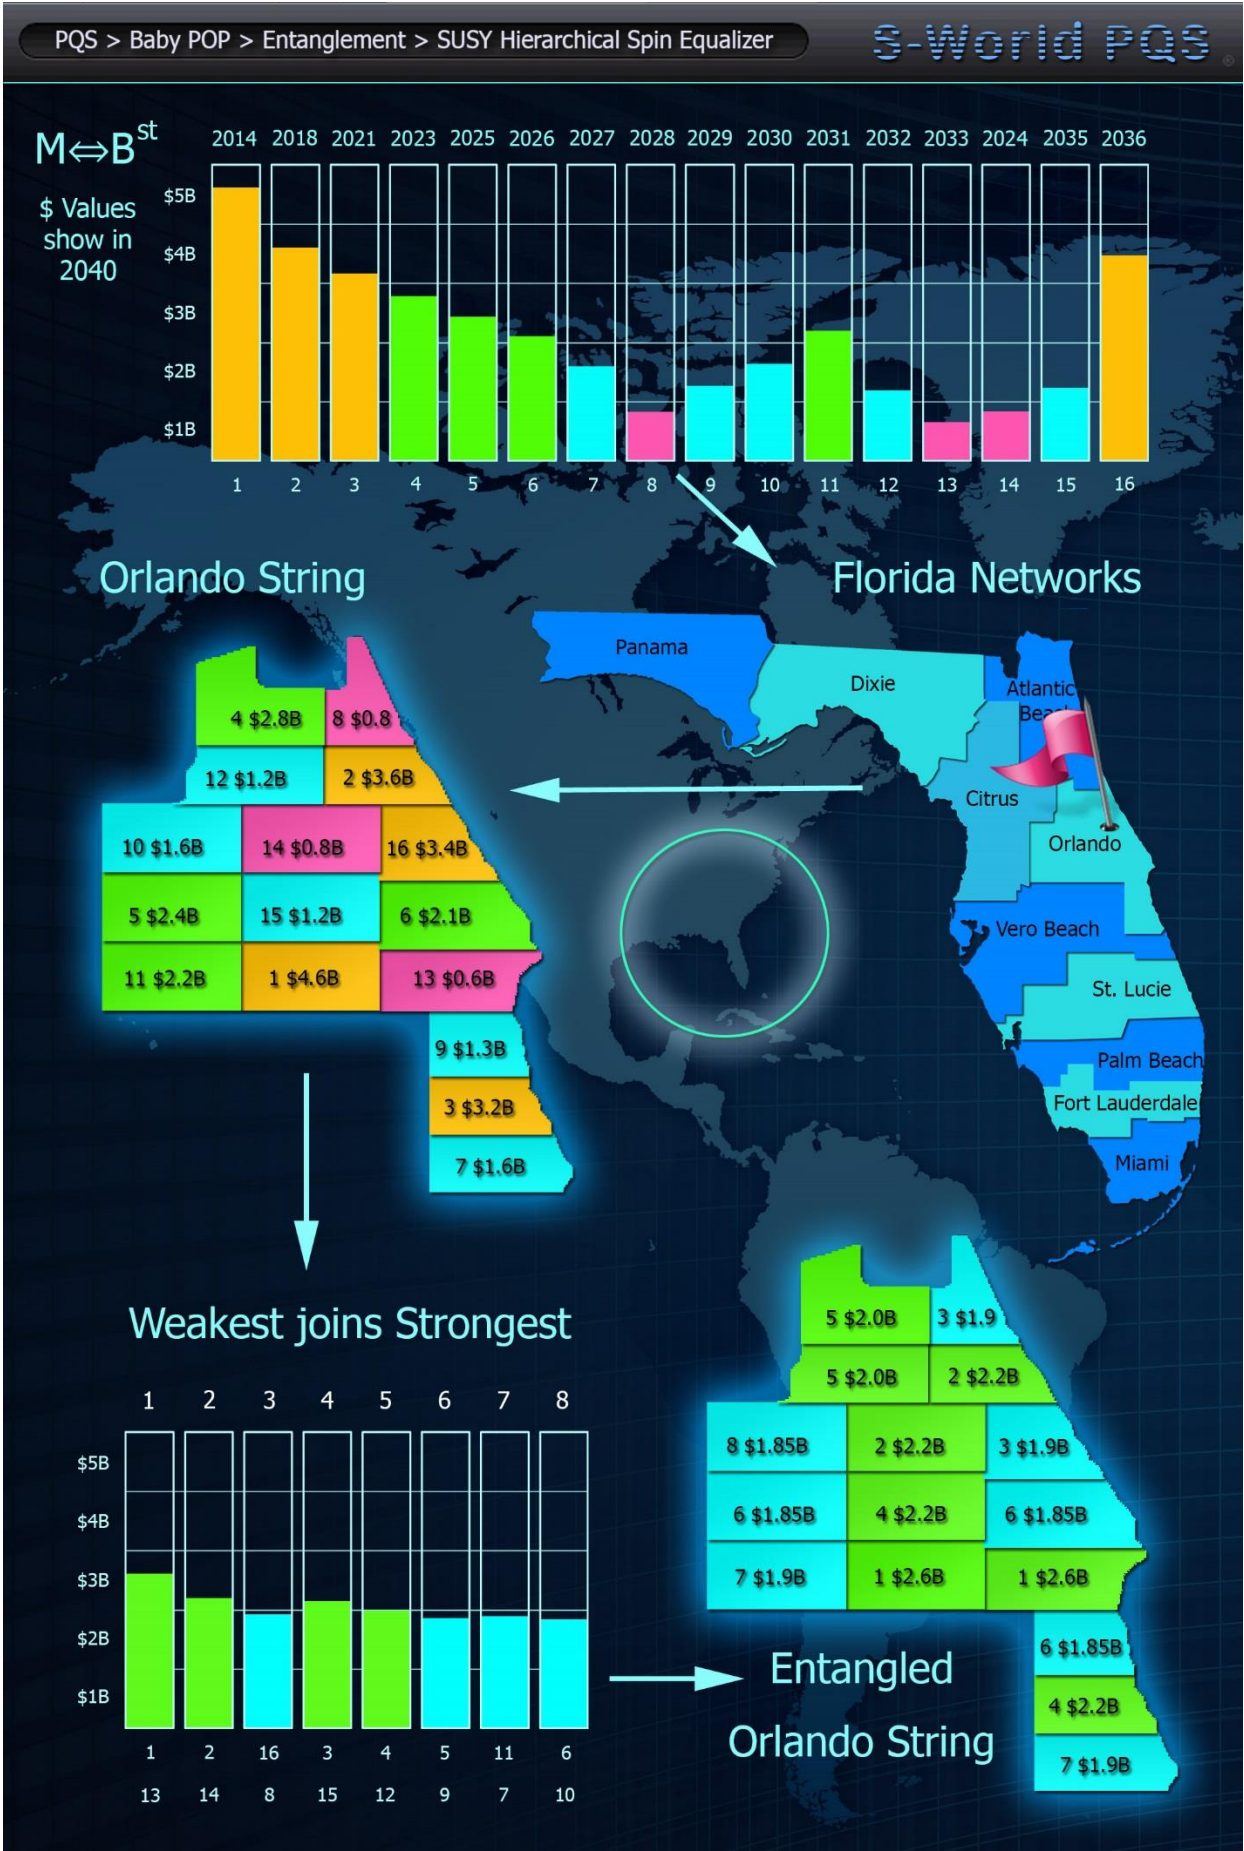 PQS > Baby POP > Entanglement > SUSY Hierarchical Spin Equalizer
S-World PQS ®
M⇔B st
$ Values
show in
2040
2014 2018 2021 2023 2025 2026 2027 2028 2029 2030 2031 2032 2033 2024 2035 2036
$5B
$4B
$3B
$2B
$1B
1 2 3 4 5 6 7 8 9 10 11 12 13 14 15 16
Orlando String
4 $2.8B 8 $0.8
12 $1.2B 2 $3.6B
10 $1.6B 14 $0.8B 16 $3.4B
5 $2.4B 15 $1.2B 6 $2.1B
11 $2.2B 1 $4.6B 13 $0.6B
9 $1.3B
3 $3.2B
7 $1.6B
Florida Networks
Panama
Dixie
Atlantic
Beach
Citrus
Orlando
Vero Beach
St. Lucie
Palm Beach
Fort Lauderdale
Miami
Weakest joins Strongest
1 2 3 4 5 6 7 8
$5B
$4B
$3B
$2B
$1B
1 2 16 3 4 5 11 6
13 14 8 15 12 9 7 10
5 $2.0B 3 $1.9
5 $2.0B 2 $2.2B
8 $1.85B 2 $2.2B 3 $1.9B
6 $1.85B 4 $2.2B 6 $1.85B
7 $1.9B 1 $2.6B 1 $2.6B
6 $1.85B
4 $2.2B
7 $1.9B
Entangled
Orlando String